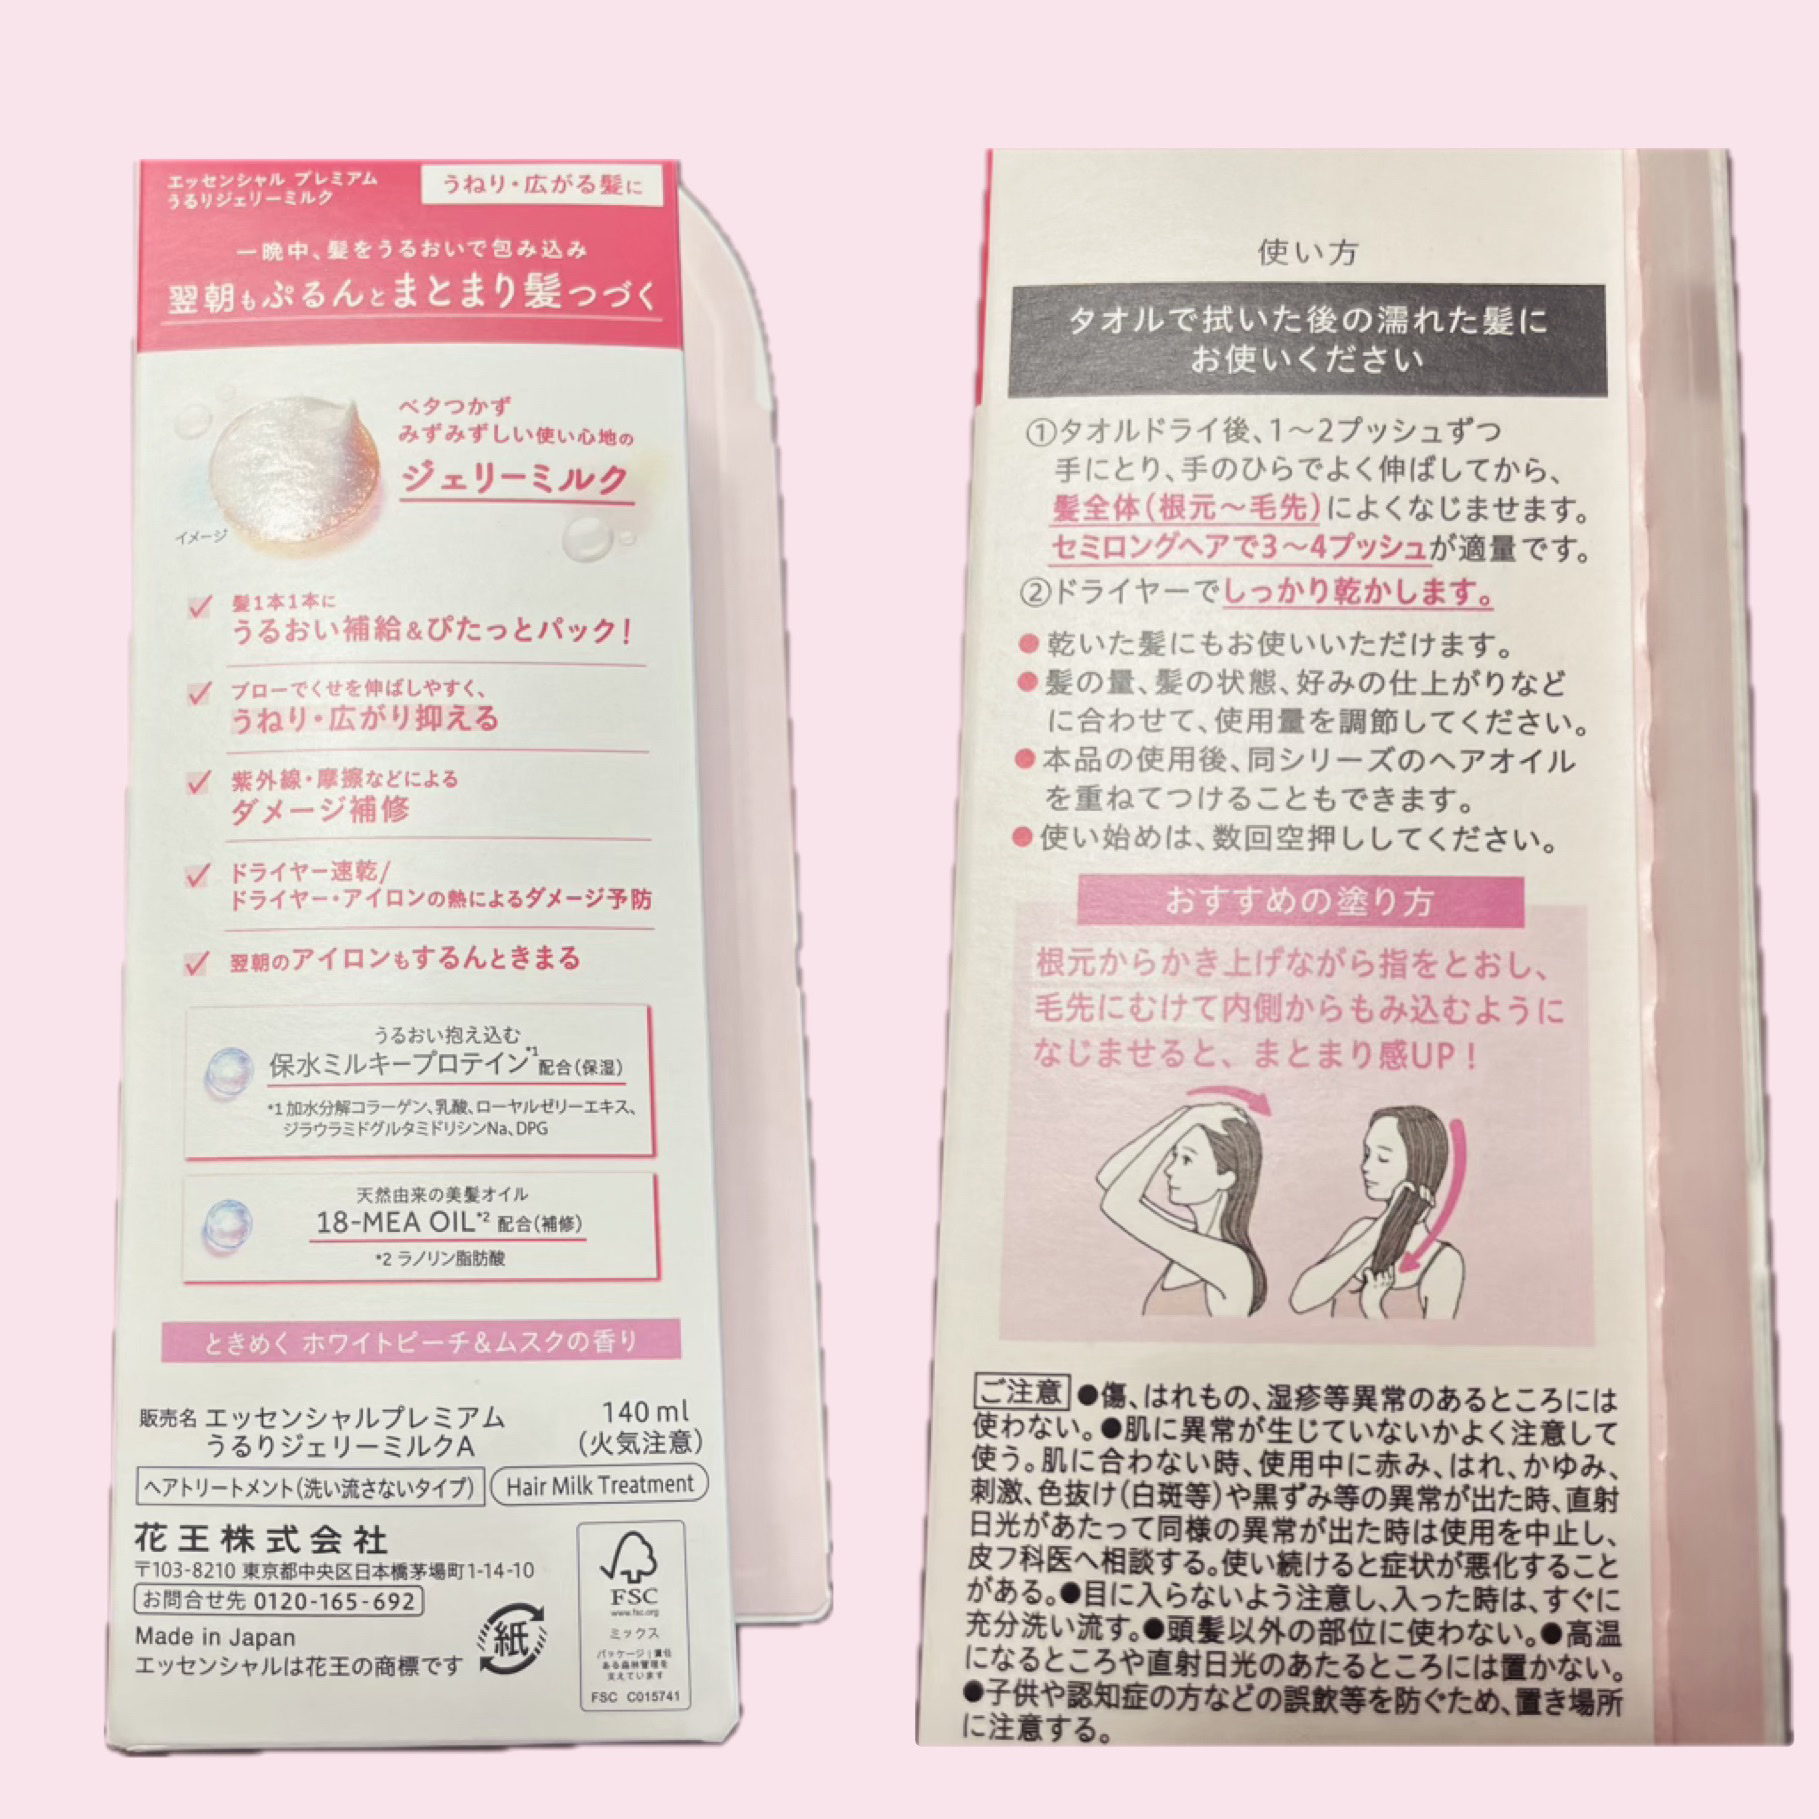 エッセンシャル プレミアム
うるりジェリーミルク
うねり・広がる髪に
一晩中、髪をうるおいで包み込み
翌朝もぷるんとまとまり髪つづく
ベタつかず
みずみずしい使い心地の
ジェリーミルク
イメージ
髪1本1本に
うるおい補給&ぴたっとパック!
ブローでくせを伸ばしやすく、
うねり・広がり抑える
紫外線・摩擦などによる
ダメージ補修
ドライヤー速乾/
ドライヤー・アイロンの熱によるダメージ予防
翌朝のアイロンもするんときまる
うるおい抱え込む
保水ミルキープロテイン*1配合(保湿)
*1 加水分解コラーゲン、乳酸、ローヤルゼリーエキス、
ジラウラミドグルタミドリシンNa、DPG
天然由来の美髪オイル
18-MEA OIL*2 配合(補修)
*2 ラノリン脂肪酸
ときめく ホワイトピーチ&ムスクの香り
販売名 エッセンシャルプレミアム
うるりジェリーミルクA
140 ml
(火気注意)
ヘアトリートメント(洗い流さないタイプ)
Hair Milk Treatment
花王株式会社
〒103-8210 東京都中央区日本橋茅場町1-14-10
お問合せ先 0120-165-692
Made in Japan
エッセンシャルは花王の商標です
紙
FSC
www.fsc.org
ミックス
パッケージ|責任
ある森林管理を
支えています
FSC C015741
使い方
タオルで拭いた後の濡れた髪に
お使いください
①タオルドライ後、1〜2プッシュずつ
手にとり、手のひらでよく伸ばしてから、
髪全体(根元〜毛先)によくなじませます。
セミロングヘアで3〜4プッシュが適量です。
②ドライヤーでしっかり乾かします。
●乾いた髪にもお使いいただけます。
●髪の量、髪の状態、好みの仕上がりなど
に合わせて、使用量を調節してください。
●本品の使用後、同シリーズのヘアオイル
を重ねてつけることもできます。
●使い始めは、数回空押ししてください。
おすすめの塗り方
根元からかき上げながら指をとおし、
毛先にむけて内側からもみ込むように
なじませると、まとまり感UP!
ご注意 ●傷、はれもの、湿疹等異常のあるところには
使わない。●肌に異常が生じていないかよく注意して
使う。肌に合わない時、使用中に赤み、はれ、かゆみ、
刺激、色抜け(白斑等)や黒ずみ等の異常が出た時、直射
日光があたって同様の異常が出た時は使用を中止し、
皮フ科医へ相談する。使い続けると症状が悪化すること
がある。●目に入らないよう注意し、入った時は、すぐに
充分洗い流す。●頭髪以外の部位に使わない。●高温
になるところや直射日光のあたるところには置かない。
●子供や認知症の方などの誤飲等を防ぐため、置き場所
に注意する。